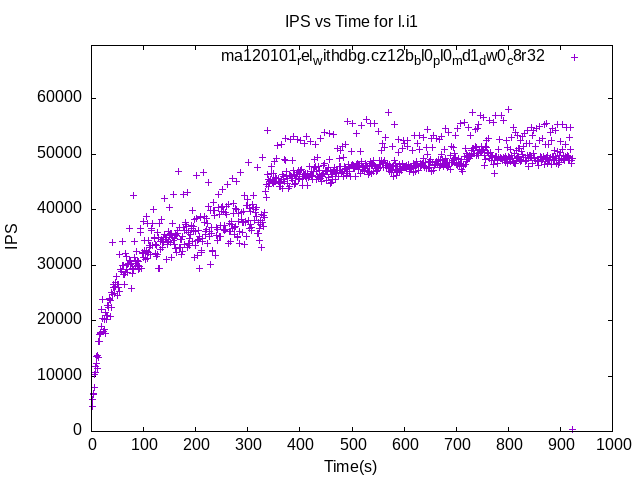 IPS vs Time for l.i1
ma120101_rel_withdbg.cz12b_bl0_pl0_md1_dw0_c8r32
60000
50000
40000
30000
20000
10000
0
IPS
0 100 200 300 400 500 600 700 800 900 1000
Time(s)